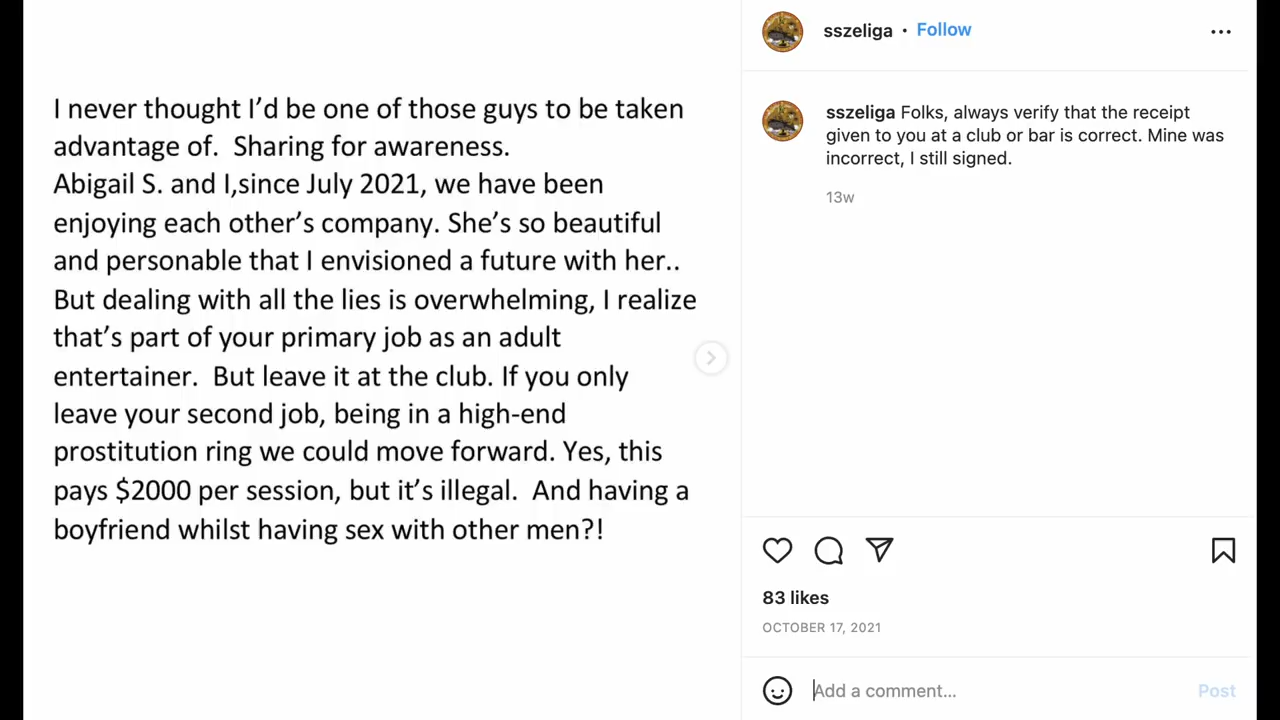 I never thought I'd be one of those guys to be taken
advantage of.  Sharing for awareness.
Abigail S. and I,since July 2021, we have been
enjoying each other's company. She's so beautiful
and personable that I envisioned a future with her..
But dealing with all the lies is overwhelming, I realize
that's part of your primary job as an adult
entertainer.  But leave it at the club. If you only
leave your second job, being in a high-end
prostitution ring we could move forward. Yes, this
pays $2000 per session, but it's illegal.  And having a
boyfriend whilst having sex with other men?!
sszeliga • Follow
sszeliga Folks, always verify that the receipt
given to you at a club or bar is correct. Mine was
incorrect, I still signed.
13w
83 likes
OCTOBER 17, 2021
Add a comment...
Post